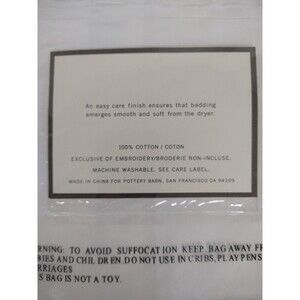 An easy care finish ensures that bedding
emerges smooth and soft from the dryer.
100% COTTON / COTON
EXCLUSIVE OF EMBROIDERY/BRODERIE NON-INCLUSE.
MACHINE WASHABLE. SEE CARE LABEL.
MADE IN CHINA FOR POTTERY BARN, SAN FRANCISCO CA 94109
RNING: TO AVOID SUFFOCATION KEEP BAG AWAY FR
BIES AND CHILDREN. DO NOT USE IN CRIBS, PLAYPENS
RRIAGES
S BAG IS NOT A TOY.